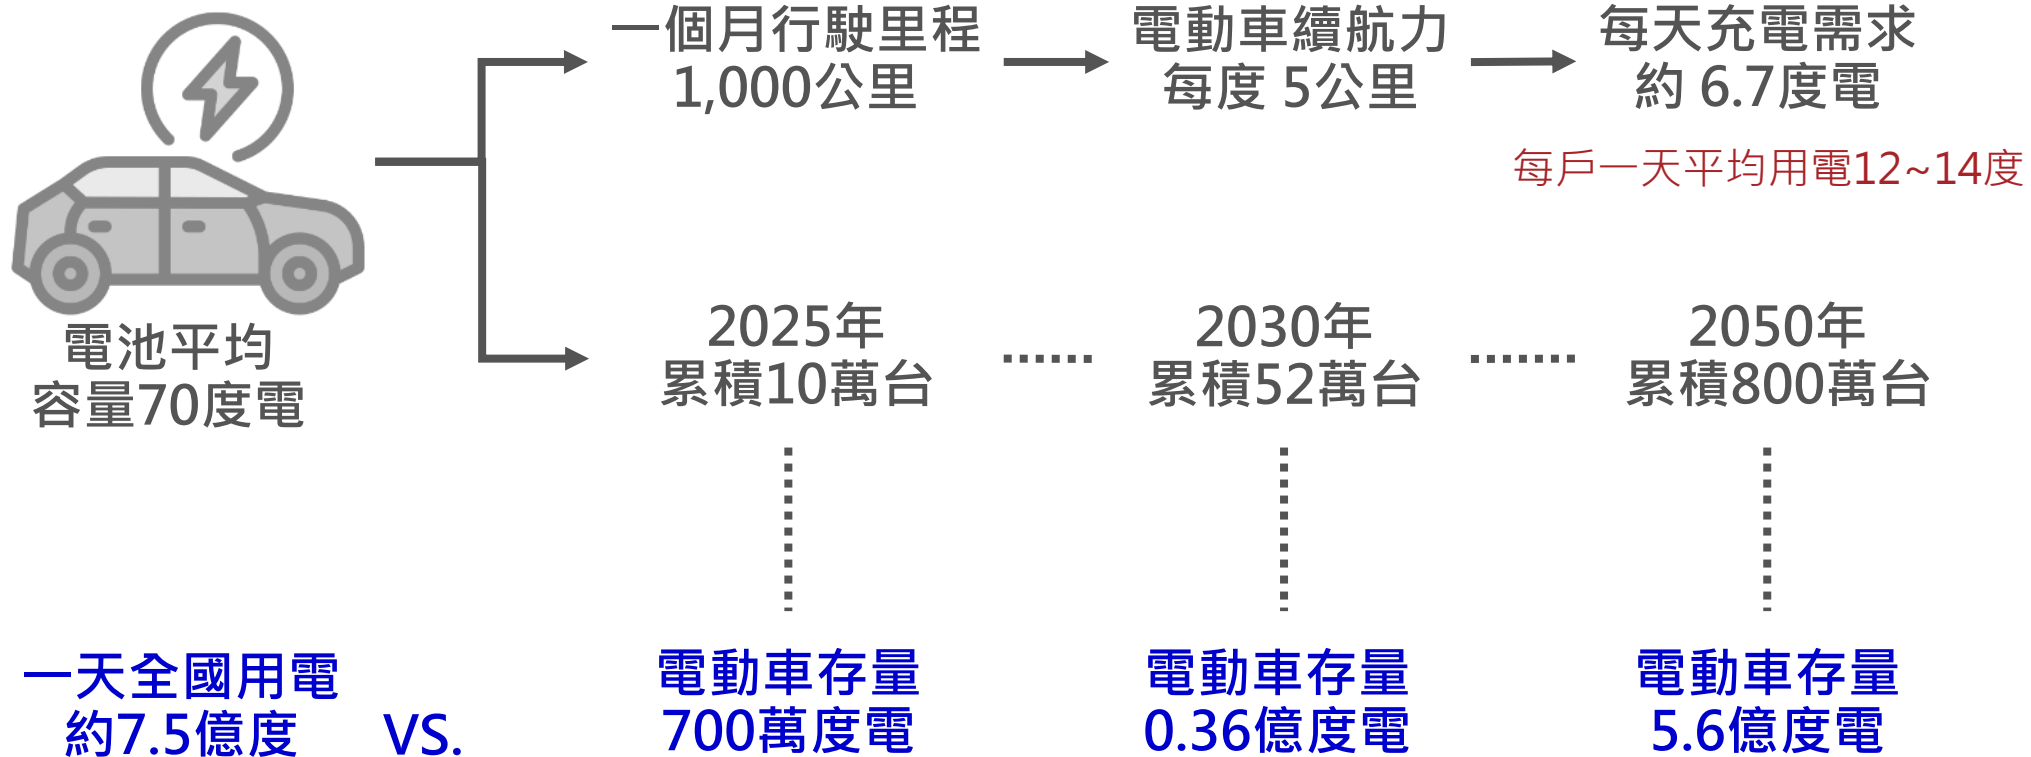 電池平均
容量70度電
一個月行駛里程
1,000公里
電動車續航力
每度 5公里
每天充電需求
約 6.7度電
每戶一天平均用電12~14度
2025年
累積10萬台
2030年
累積52萬台
2050年
累積800萬台
一天全國用電
約7.5億度
VS.
電動車存量
700萬度電
電動車存量
0.36億度電
電動車存量
5.6億度電